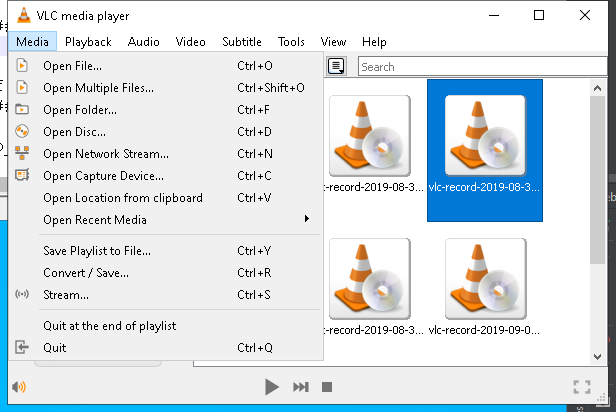 VLC media player
Media Playback Audio Video Subtitle Tools View Help
Open File... Ctrl+O
Open Multiple Files... Ctrl+Shift+O
Open Folder... Ctrl+F
Open Disc... Ctrl+D
Open Network Stream... Ctrl+N
Open Capture Device... Ctrl+C
Open Location from clipboard Ctrl+V
Open Recent Media
Save Playlist to File... Ctrl+Y
Convert / Save... Ctrl+R
Stream... Ctrl+S
Quit at the end of playlist
Quit Ctrl+Q
Search
c-record-2019-08-3... vlc-record-2019-08-3...
c-record-2019-08-3... vlc-record-2019-09-0...